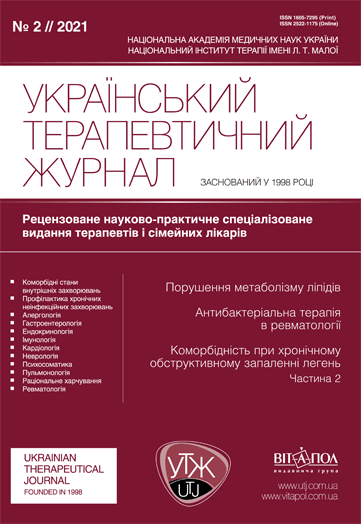 № 2 // 2021
ISSN 1605-7295 (Print)
ISSN 2522-1175 (Online)
НАЦІОНАЛЬНА АКАДЕМІЯ МЕДИЧНИХ НАУК УКРАЇНИ
НАЦІОНАЛЬНИЙ ІНСТИТУТ ТЕРАПІЇ ІМЕНІ Л. Т. МАЛОЇ
УКРАЇНСЬКИЙ
ТЕРАПЕВТИЧНИЙ
ЖУРНАЛ
ЗАСНОВАНИЙ У 1998 РОЦІ
Рецензоване науково-практичне спеціалізоване
видання терапевтів і сімейних лікарів
Коморбідні стани
внутрішніх захворювань
Профілактика хронічних
неінфекційних захворювань
Алергологія
Гастроентерологія
Ендокринологія
Імунологія
Кардіологія
Неврологія
Психосоматика
Пульмонологія
Раціональне харчування
Ревматологія
Порушення метаболізму ліпідів
Антибактеріальна терапія
в ревматології
Коморбідність при хронічному
обструктивному запаленні легень
Частина 2
UKRAINIAN
THERAPEUTICAL
JOURNAL
FOUNDED IN 1998
УТЖ
UTJ
ВІТАПОЛ
видавнича група
www.utj.com.ua
www.vitapol.com.ua